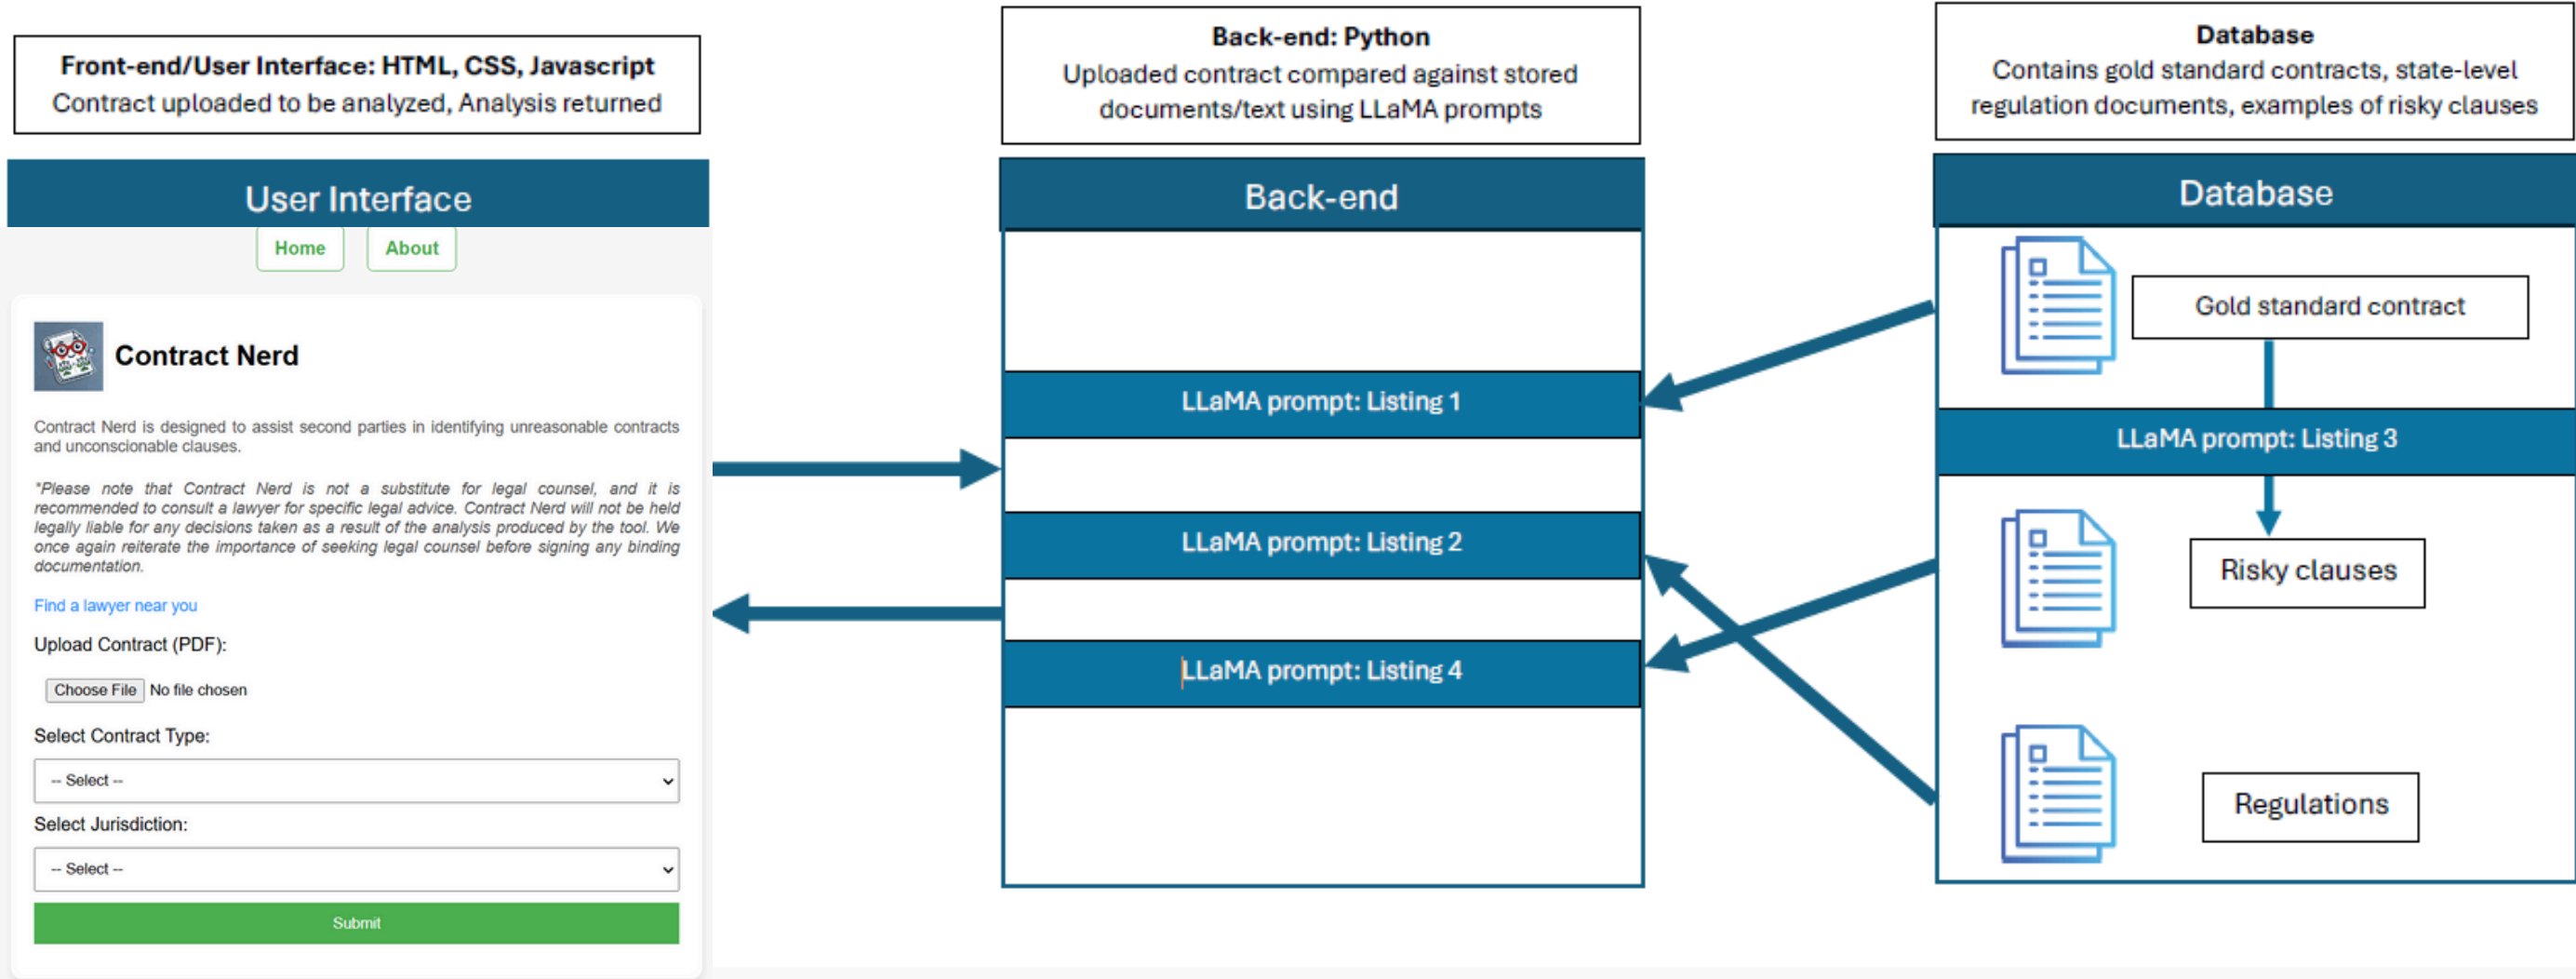 Front-end/User Interface: HTML, CSS, Javascript
Contract uploaded to be analyzed, Analysis returned
User Interface
Home
About
Contract Nerd
Contract Nerd is designed to assist second parties in identifying unreasonable contracts
and unconscionable clauses.
*Please note that Contract Nerd is not a substitute for legal counsel, and it is
recommended to consult a lawyer for specific legal advice. Contract Nerd will not be held
legally liable for any decisions taken as a result of the analysis produced by the tool. We
once again reiterate the importance of seeking legal counsel before signing any binding
documentation.
Find a lawyer near you
Upload Contract (PDF):
Choose File No file chosen
Select Contract Type:
-- Select --
Select Jurisdiction:
-- Select --
Submit
Back-end: Python
Uploaded contract compared against stored
documents/text using LLaMA prompts
Back-end
LLaMA prompt: Listing 1
LLaMA prompt: Listing 2
LLaMA prompt: Listing 4
Database
Contains gold standard contracts, state-level
regulation documents, examples of risky clauses
Database
Gold standard contract
LLaMA prompt: Listing 3
Risky clauses
Regulations